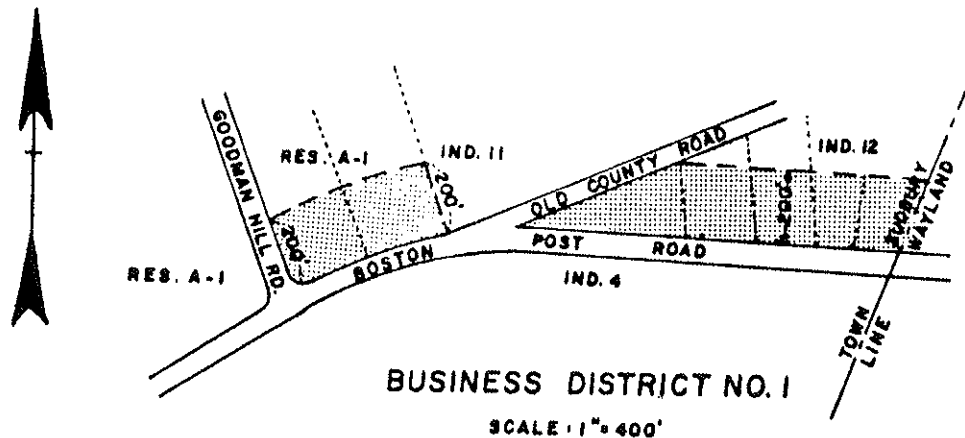 GOODMAN HILL RD.
RES. A-1
IND. 11
200'
200'
RES. A-1
BOSTON
POST
ROAD
OLD COUNTY ROAD
IND. 12
200'
IND. 4
SUDBURY
WAYLAND
TOWN
LINE
BUSINESS DISTRICT NO. 1
SCALE: 1"= 400'